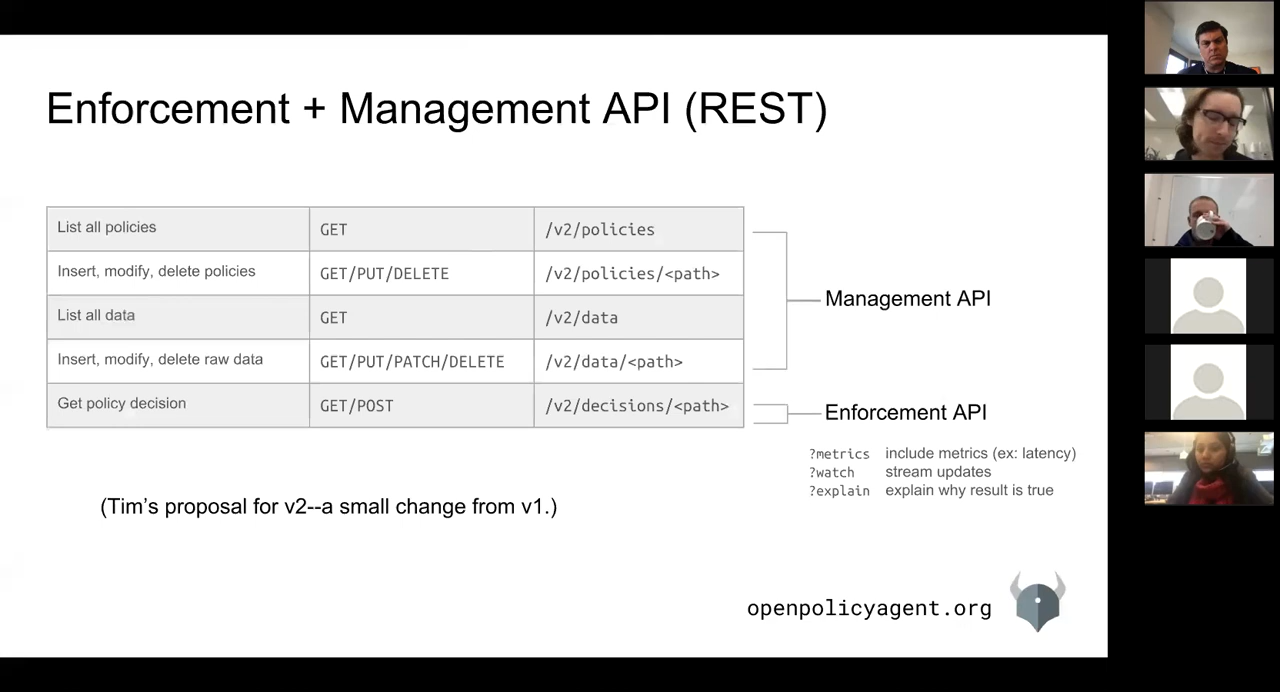 Enforcement + Management API (REST)
List all policies GET /v2/policies
Insert, modify, delete policies GET/PUT/DELETE /v2/policies/<path>
List all data GET /v2/data
Insert, modify, delete raw data GET/PUT/PATCH/DELETE /v2/data/<path>
Get policy decision GET/POST /v2/decisions/<path>
Management API
Enforcement API
?metrics include metrics (ex: latency)
?watch stream updates
?explain explain why result is true
(Tim's proposal for v2--a small change from v1.)
openpolicyagent.org